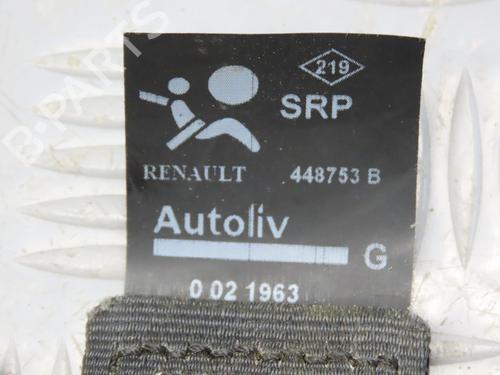 219
SRP
RENAULT 448753 B
Autoliv
G
0 02 1963
B-PARTS